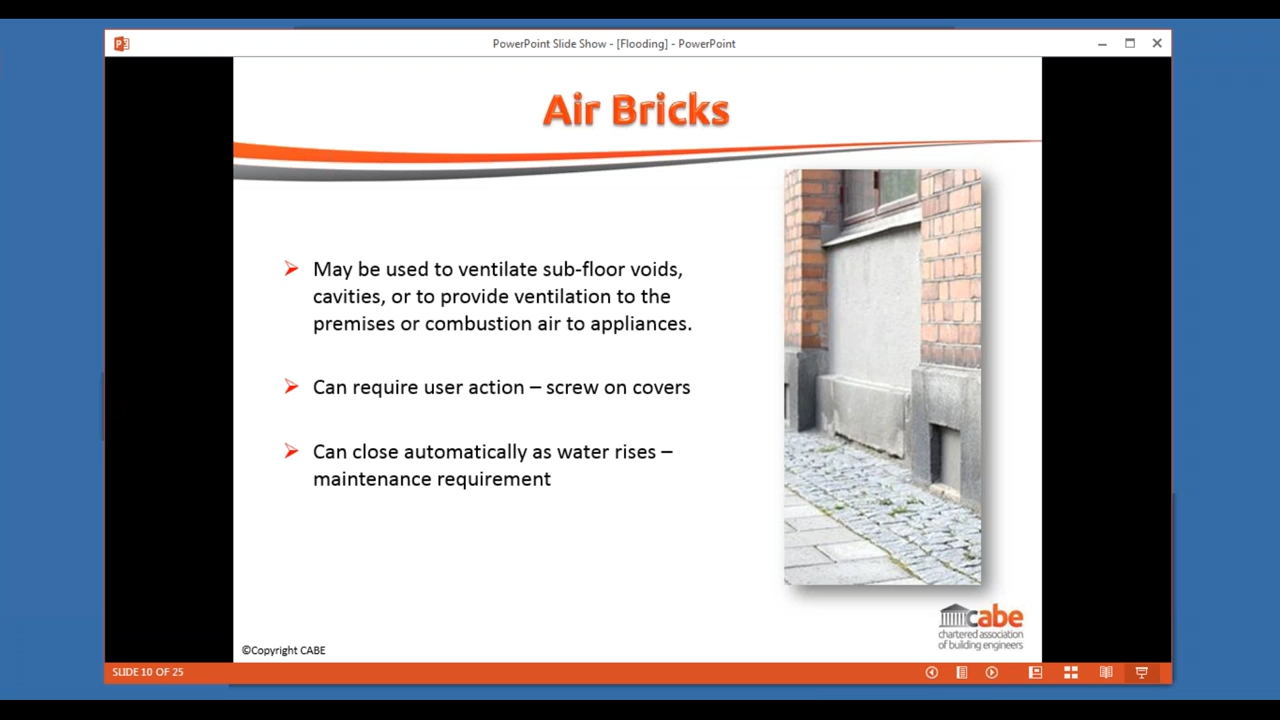 PowerPoint Slide Show - [Flooding] - PowerPoint
Air Bricks
May be used to ventilate sub-floor voids,
cavities, or to provide ventilation to the
premises or combustion air to appliances.
Can require user action – screw on covers
Can close automatically as water rises –
maintenance requirement
cabe
chartered association
of building engineers
©Copyright CABE
SLIDE 10 OF 25